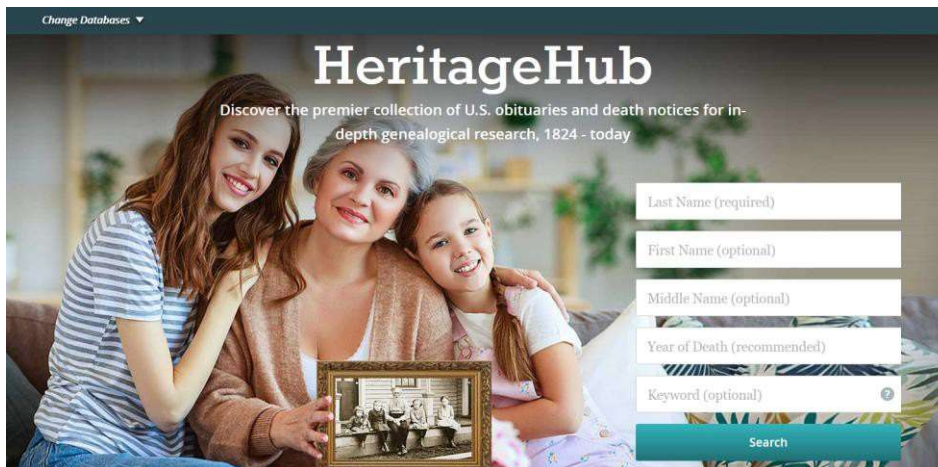 Change Databases ▼
HeritageHub
Discover the premier collection of U.S. obituaries and death notices for in-
depth genealogical research, 1824 - today
Last Name (required)
First Name (optional)
Middle Name (optional)
Year of Death (recommended)
Keyword (optional) ?
Search